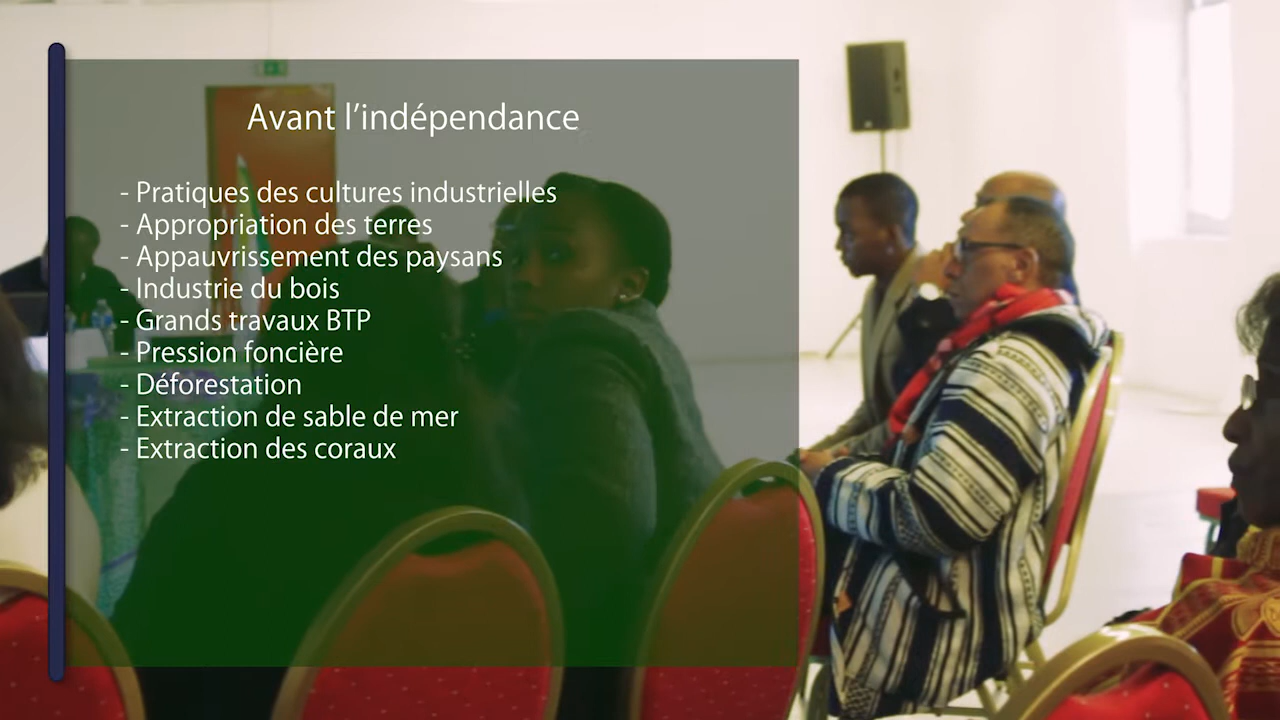 Avant l’indépendance
- Pratiques des cultures industrielles
- Appropriation des terres
- Appauvrissement des paysans
- Industrie du bois
- Grands travaux BTP
- Pression foncière
- Déforestation
- Extraction de sable de mer
- Extraction des coraux